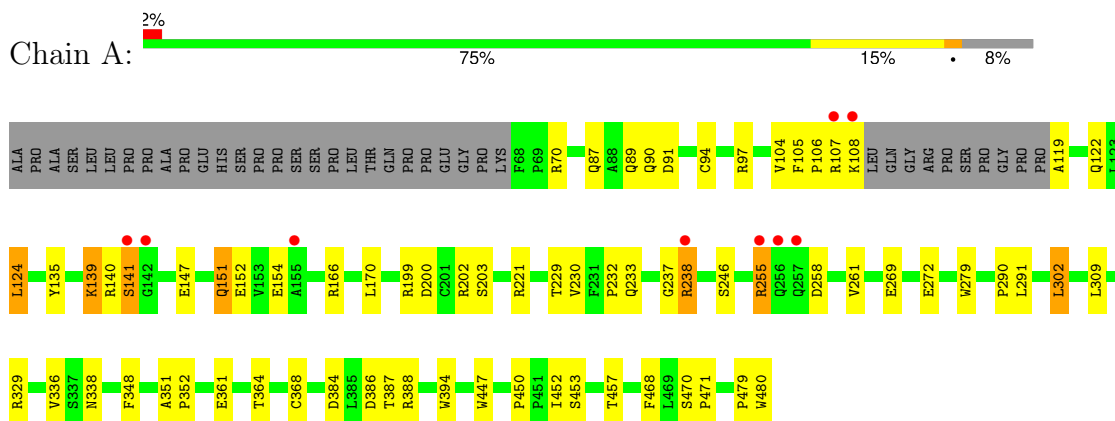 2%
Chain A:
75% 15% • 8%
ALA PRO ALA SER LEU LEU PRO PRO ALA PRO GLU HIS SER PRO PRO SER SER PRO LEU THR GLN PRO PRO GLU GLY PRO LYS F68 P69 R70 Q87 A88 Q89 Q90 D91 C94 R97 V104 F105 P106 R107 K108 LEU GLN GLY ARG PRO SER PRO GLY PRO PRO A119 Q122 L123
L124 Y135 K139 R140 S141 G142 E147 Q151 E152 V153 E154 A155 R166 L170 R199 D200 C201 R202 S203 R221 T229 V230 F231 P232 Q233 G237 R238 S246 R255 Q256 Q257 D258 V261 E269 E272 W279 P290 L291 L302 L309
R329 V336 S337 N338 F348 A351 P352 E361 T364 C368 D384 L385 D386 T387 R388 W394 W447 P450 P451 I452 S453 T457 F468 L469 S470 P471 P479 W480